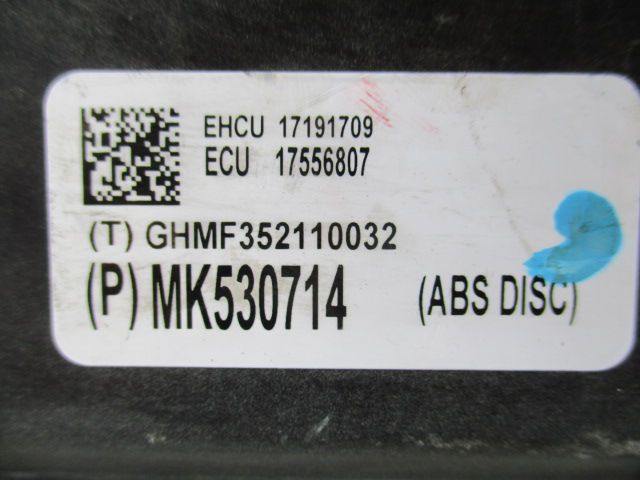 EHCU 17191709
ECU 17556807
(T) GHMF352110032
(P) MK530714 (ABS DISC)